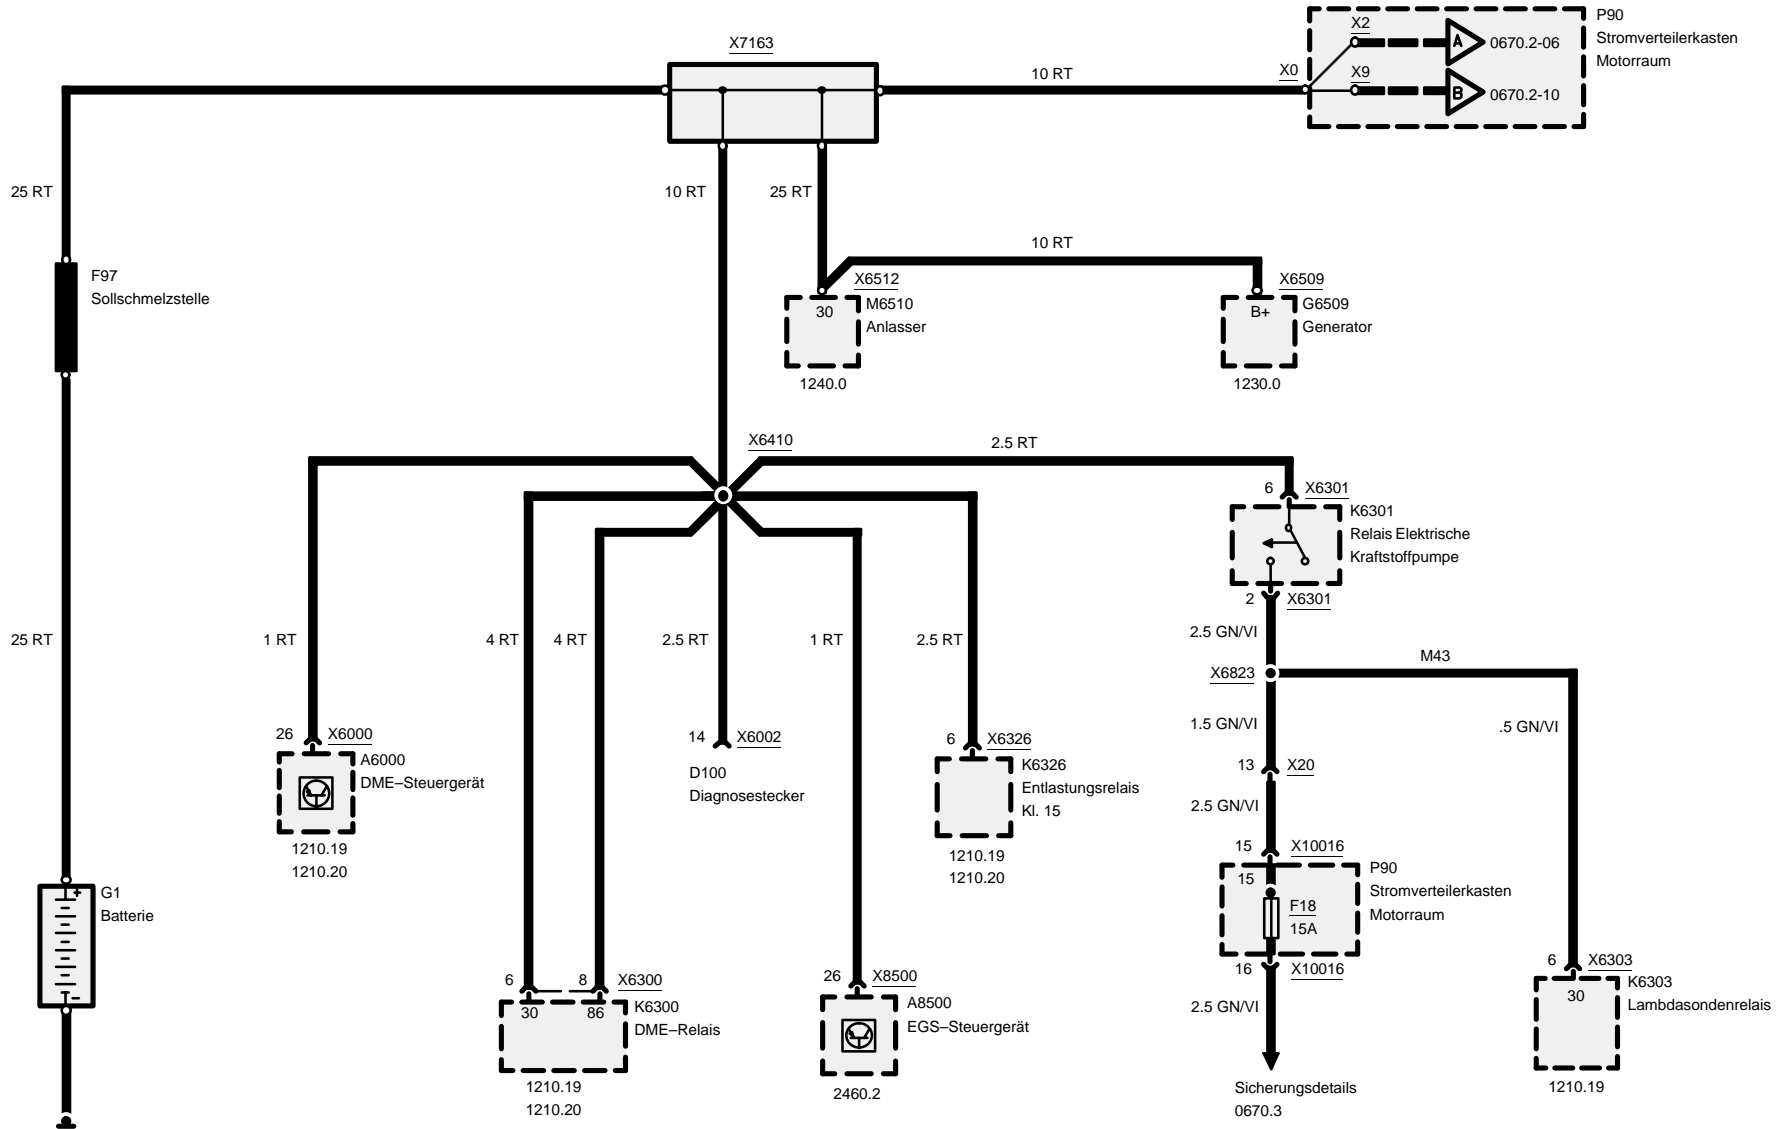 P90
Stromverteilerkasten
Motorraum
X2
A
0670.2-06
X0
X9
B
0670.2-10
X7163
10 RT
25 RT
10 RT
25 RT
F97
Sollschmelzstelle
10 RT
X6512
M6510
Anlasser
30
1240.0
X6509
G6509
Generator
B+
1230.0
X6410
2.5 RT
6
X6301
K6301
Relais Elektrische
Kraftstoffpumpe
2
X6301
25 RT
1 RT
4 RT
4 RT
2.5 RT
1 RT
2.5 RT
2.5 GN/VI
M43
X6823
1.5 GN/VI
.5 GN/VI
26
X6000
A6000
DME–Steuergerät
1210.19
1210.20
14
X6002
D100
Diagnosestecker
6
X6326
K6326
Entlastungsrelais
Kl. 15
1210.19
1210.20
13
X20
2.5 GN/VI
15
X10016
15
P90
Stromverteilerkasten
Motorraum
F18
15A
16
X10016
2.5 GN/VI
Sicherungsdetails
0670.3
G1
Batterie
+
-
6
8
X6300
30
86
K6300
DME–Relais
1210.19
1210.20
26
X8500
A8500
EGS–Steuergerät
2460.2
6
X6303
30
K6303
Lambdasondenrelais
1210.19